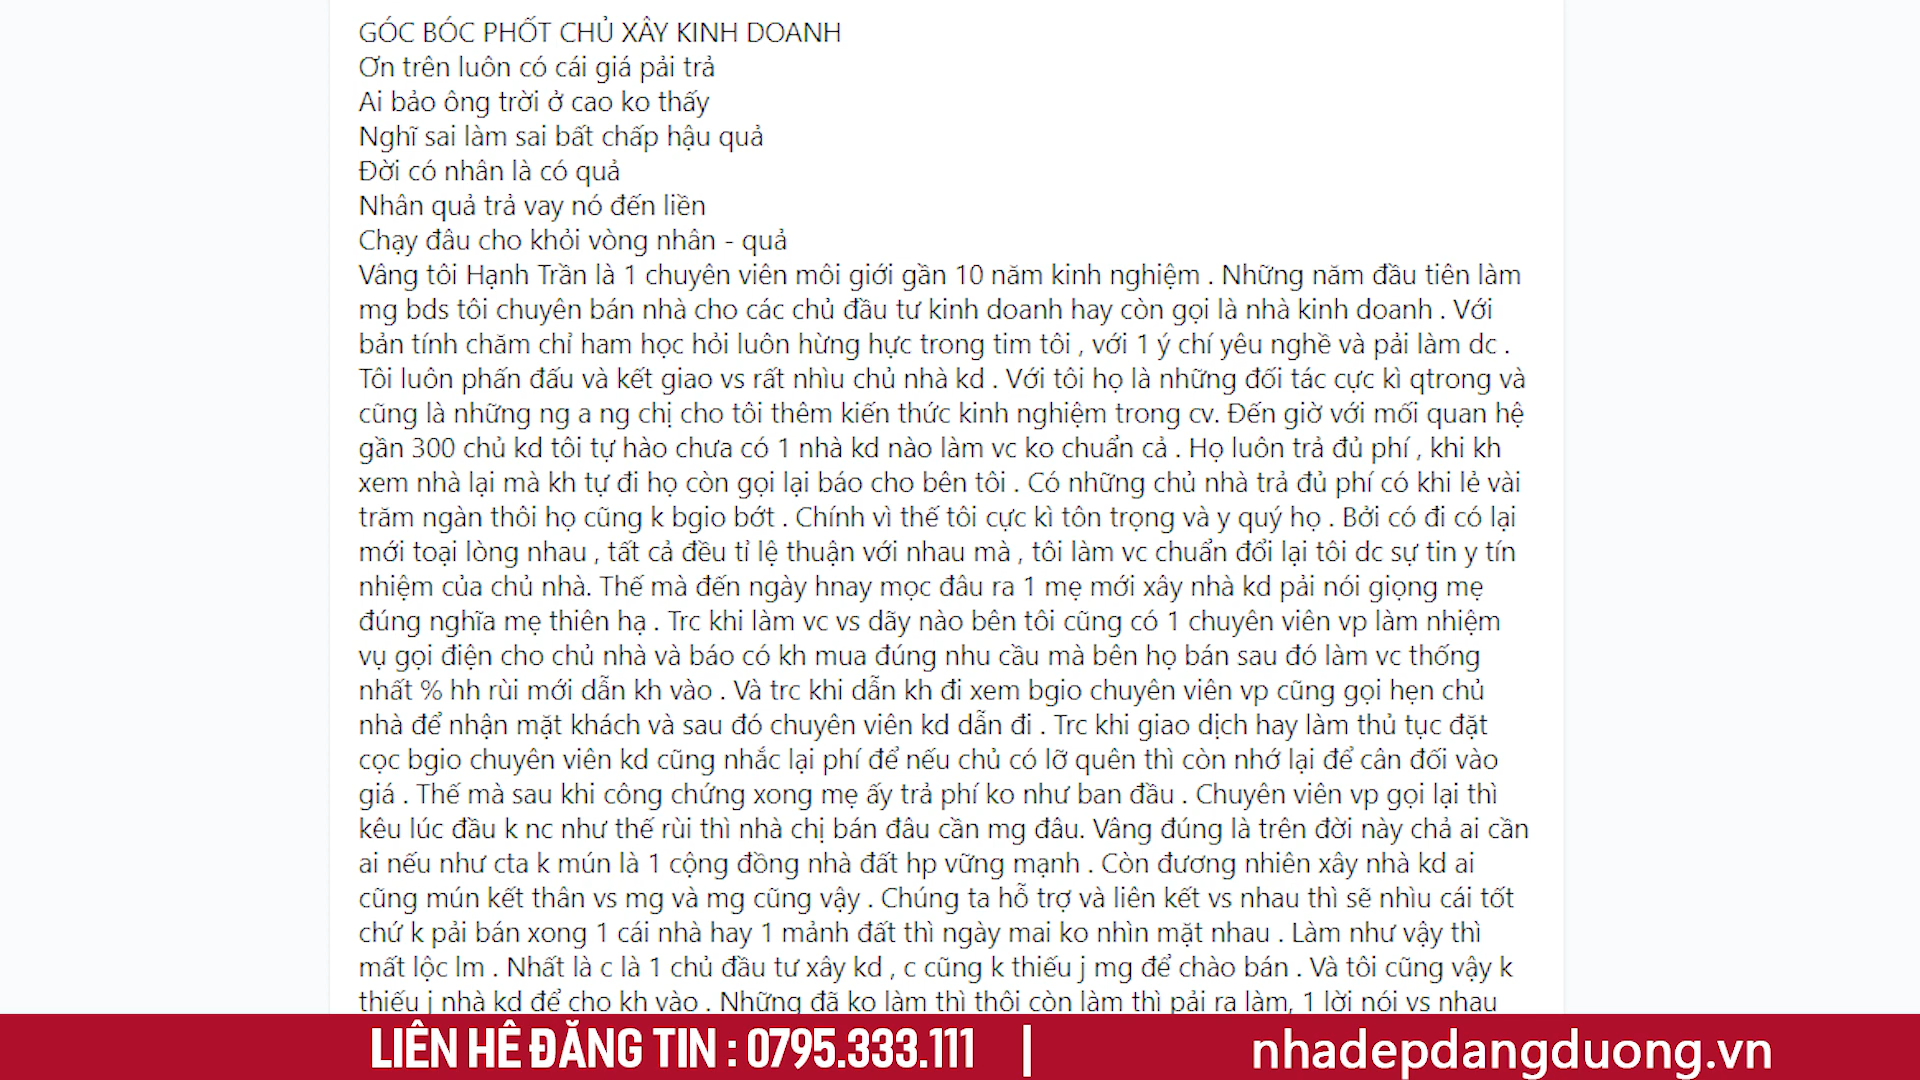 GÓC BÓC PHỐT CHỦ XÂY KINH DOANH
Ơn trên luôn có cái giá pải trả
Ai bảo ông trời ở cao ko thấy
Nghĩ sai làm sai bất chấp hậu quả
Đời có nhân là có quả
Nhân quả trả vay nó đến liền
Chạy đâu cho khỏi vòng nhân - quả
Vâng tôi Hạnh Trần là 1 chuyên viên môi giới gần 10 năm kinh nghiệm . Những năm đầu tiên làm
mg bds tôi chuyên bán nhà cho các chủ đầu tư kinh doanh hay còn gọi là nhà kinh doanh . Với
bản tính chăm chỉ ham học hỏi luôn hừng hực trong tim tôi , với 1 ý chí yêu nghề và pải làm dc .
Tôi luôn phấn đấu và kết giao vs rất nhìu chủ nhà kd . Với tôi họ là những đối tác cực kì qtrong và
cũng là những ng a ng chị cho tôi thêm kiến thức kinh nghiệm trong cv. Đến giờ với mối quan hệ
gần 300 chủ kd tôi tự hào chưa có 1 nhà kd nào làm vc ko chuẩn cả . Họ luôn trả đủ phí , khi kh
xem nhà lại mà kh tự đi họ còn gọi lại báo cho bên tôi . Có những chủ nhà trả đủ phí có khi lẻ vài
trăm ngàn thôi họ cũng k bgio bớt . Chính vì thế tôi cực kì tôn trọng và y quý họ . Bởi có đi có lại
mới toại lòng nhau , tất cả đều tỉ lệ thuận với nhau mà , tôi làm vc chuẩn đổi lại tôi dc sự tin y tín
nhiệm của chủ nhà. Thế mà đến ngày hnay mọc đâu ra 1 mẹ mới xây nhà kd pải nói giọng mẹ
đúng nghĩa mẹ thiên hạ . Trc khi làm vc vs dãy nào bên tôi cũng có 1 chuyên viên vp làm nhiệm
vụ gọi điện cho chủ nhà và báo có kh mua đúng nhu cầu mà bên họ bán sau đó làm vc thống
nhất % hh rùi mới dẫn kh vào . Và trc khi dẫn kh đi xem bgio chuyên viên vp cũng gọi hẹn chủ
nhà để nhận mặt khách và sau đó chuyên viên kd dẫn đi . Trc khi giao dịch hay làm thủ tục đặt
cọc bgio chuyên viên kd cũng nhắc lại phí để nếu chủ có lỡ quên thì còn nhớ lại để cân đối vào
giá . Thế mà sau khi công chứng xong mẹ ấy trả phí ko như ban đầu . Chuyên viên vp gọi lại thì
kêu lúc đầu k nc như thế rùi thì nhà chị bán đâu cần mg đâu. Vâng đúng là trên đời này chả ai cần
ai nếu như cta k mún là 1 cộng đồng nhà đất hp vững mạnh . Còn đương nhiên xây nhà kd ai
cũng mún kết thân vs mg và mg cũng vậy . Chúng ta hỗ trợ và liên kết vs nhau thì sẽ nhìu cái tốt
chứ k pải bán xong 1 cái nhà hay 1 mảnh đất thì ngày mai ko nhìn mặt nhau . Làm như vậy thì
mất lộc lm . Nhất là c là 1 chủ đầu tư xây kd , c cũng k thiếu j mg để chào bán . Và tôi cũng vậy k
thiếu j nhà kd để cho kh vào . Những đã ko làm thì thôi còn làm thì pải ra làm, 1 lời nói vs nhau
LIÊN HÊ ĐĂNG TIN : 0795.333.111 | nhadepdangduong.vn